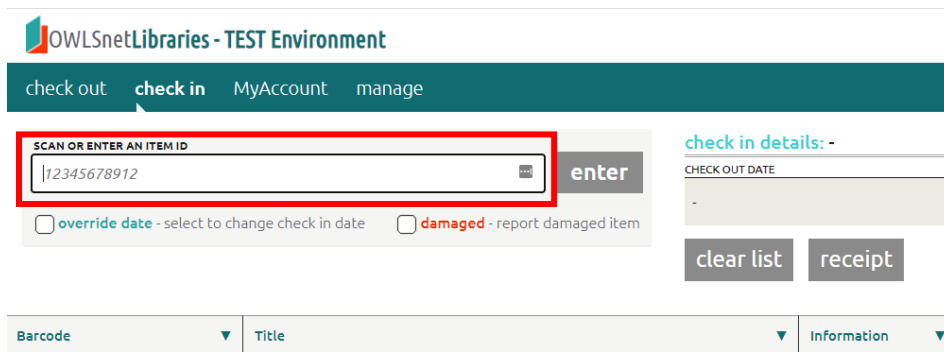 OWLSnetLibraries - TEST Environment
check out check in MyAccount manage
SCAN OR ENTER AN ITEM ID
12345678912
enter
override date - select to change check in date
damaged - report damaged item
check in details: -
CHECK OUT DATE
-
clear list receipt
Barcode ▼ Title ▼ Information ▼